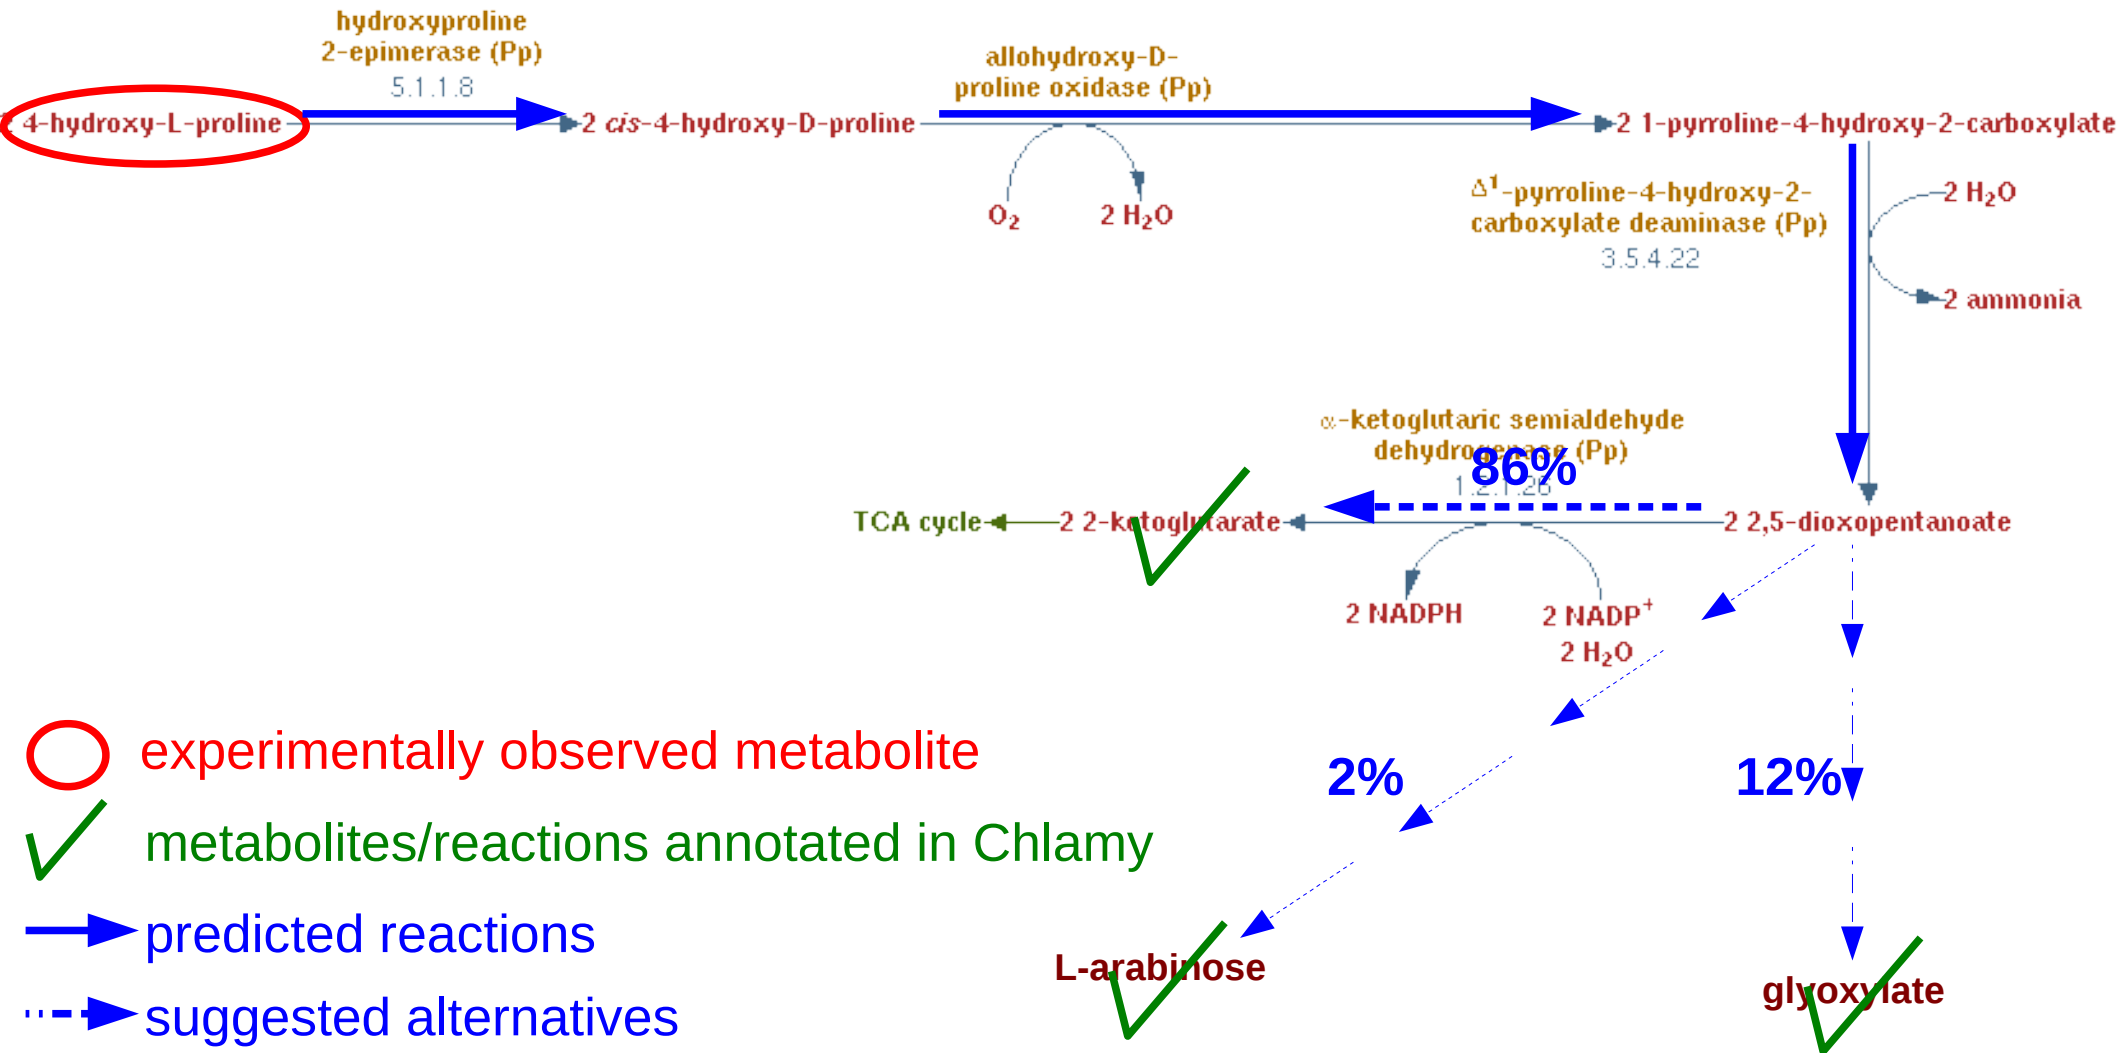 hydroxyproline
2-epimerase (Pp)
5.1.1.8
allohydroxy-D-
proline oxidase (Pp)
4-hydroxy-L-proline
2 cis-4-hydroxy-D-proline
2 1-pyrroline-4-hydroxy-2-carboxylate
O₂
2 H₂O
Δ¹-pyrroline-4-hydroxy-2-
carboxylate deaminase (Pp)
3.5.4.22
2 H₂O
2 ammonia
α-ketoglutaric semialdehyde
dehydrogenase (Pp)
86%
1.2.1.26
TCA cycle
2 2-ketoglutarate
2 2,5-dioxopentanoate
2 NADPH
2 NADP⁺
2 H₂O
2%
12%
L-arabinose
glyoxylate
experimentally observed metabolite
metabolites/reactions annotated in Chlamy
predicted reactions
suggested alternatives